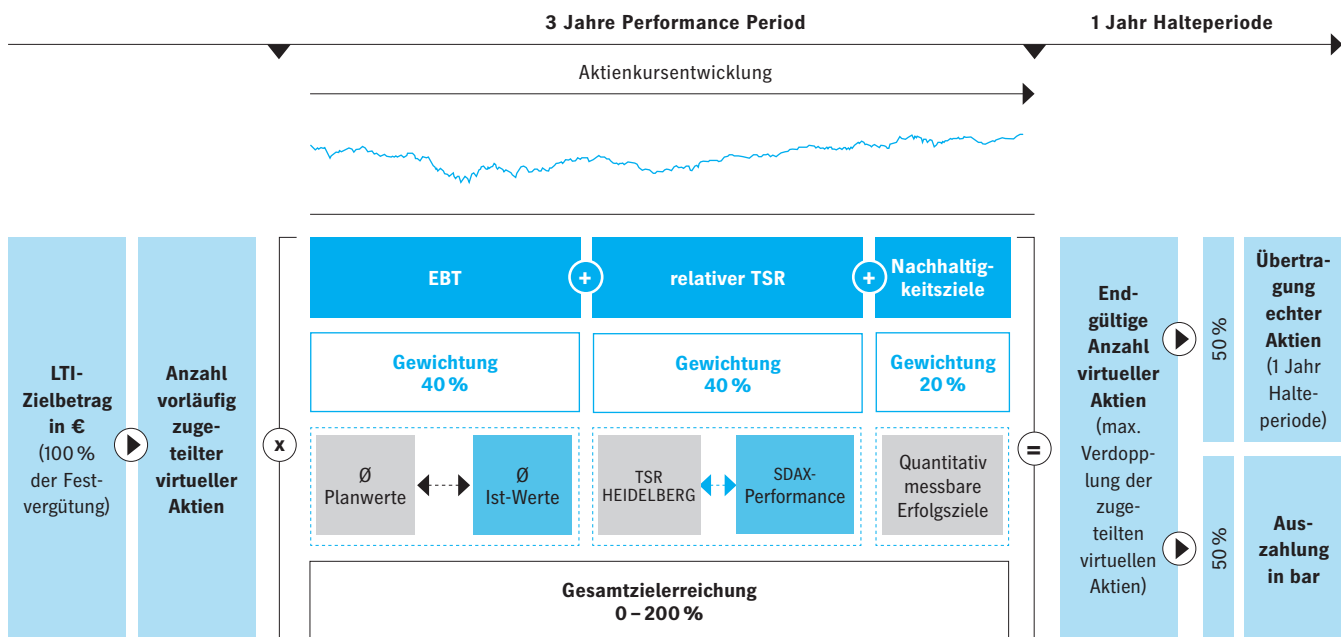 3 Jahre Performance Period
1 Jahr Halteperiode
Aktienkursentwicklung
LTI-
Zielbetrag
in €
(100 %
der Fest-
vergütung)
Anzahl
vorläufig
zuge-
teilter
virtueller
Aktien
x
EBT
+
relativer TSR
+
Nachhaltig-
keitsziele
Gewichtung
40 %
Gewichtung
40 %
Gewichtung
20 %
Ø
Planwerte
Ø
Ist-Werte
TSR
HEIDELBERG
SDAX-
Performance
Quantitativ
messbare
Erfolgsziele
Gesamtzielerreichung
0 – 200 %
=
End-
gültige
Anzahl
virtueller
Aktien
(max.
Verdopp-
lung der
zuge-
teilten
virtuellen
Aktien)
50 %
Übertra-
gung
echter
Aktien
(1 Jahr
Halte-
periode)
50 %
Aus-
zahlung
in bar